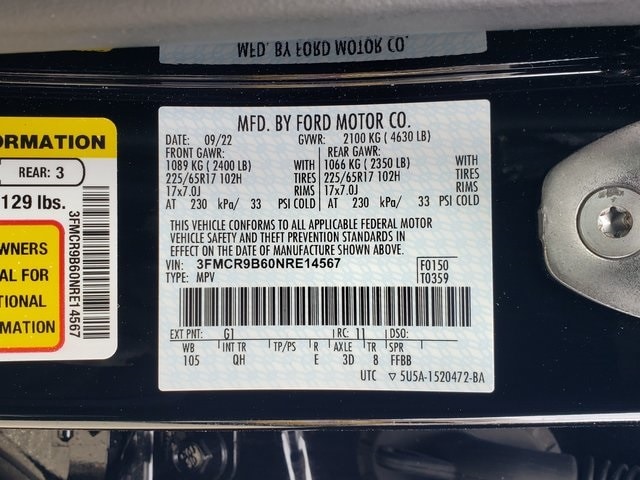 MFD. BY FORD MOTOR CO.
ORMATION
REAR: 3
129 lbs.
3FMCR9B60NRE14567
WNERS
AL FOR
TIONAL
ORMATION
MFD. BY FORD MOTOR CO.
DATE: 09/22 GVWR: 2100 KG ( 4630 LB)
FRONT GAWR: REAR GAWR:
1089 KG ( 2400 LB) WITH 1066 KG ( 2350 LB) WITH
225/65R17 102H TIRES 225/65R17 102H TIRES
17x7.0J RIMS 17x7.0J RIMS
AT 230 kPa/ 33 PSI COLD AT 230 kPa/ 33 PSI COLD
THIS VEHICLE CONFORMS TO ALL APPLICABLE FEDERAL MOTOR
VEHICLE SAFETY AND THEFT PREVENTION STANDARDS IN
EFFECT ON THE DATE OF MANUFACTURE SHOWN ABOVE.
VIN: 3FMCR9B60NRE14567 F0150
TYPE: MPV T0359
EXT PNT: G1 RC: 11 DSO:
WB INT TR TP/PS R AXLE TR SPR
105 QH E 3D 8 FFBB
UTC ▽ 5U5A-1520472-BA